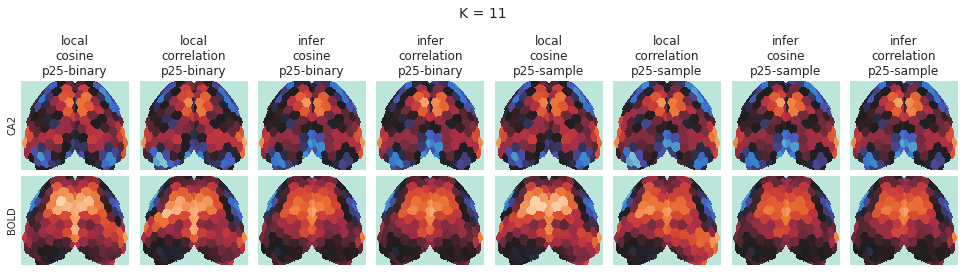 K = 11
local local infer infer local local infer infer
cosine correlation cosine correlation cosine correlation cosine correlation
p25-binary p25-binary p25-binary p25-binary p25-sample p25-sample p25-sample p25-sample
CA2
BOLD